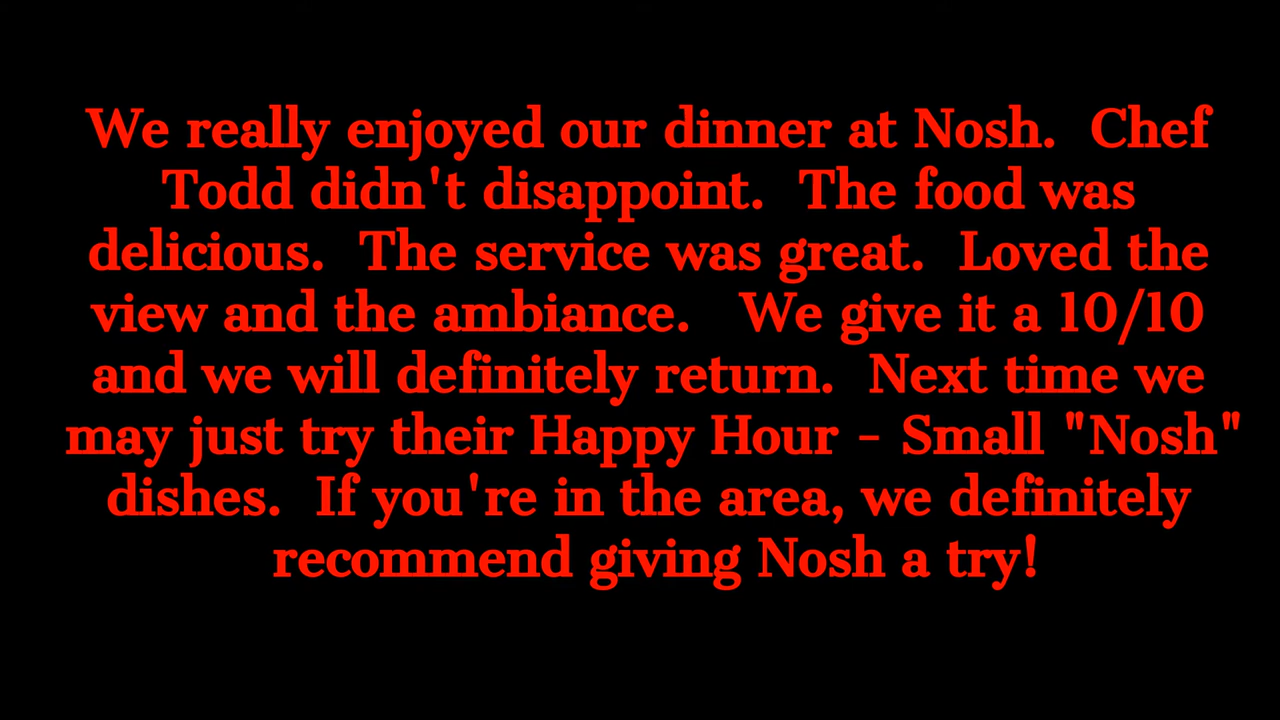 We really enjoyed our dinner at Nosh.  Chef
Todd didn't disappoint.  The food was
delicious.  The service was great.  Loved the
view and the ambiance.   We give it a 10/10
and we will definitely return.  Next time we
may just try their Happy Hour - Small "Nosh"
dishes.  If you're in the area, we definitely
recommend giving Nosh a try!